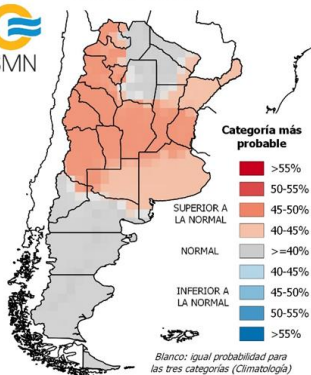 SMN
Categoría más
probable
>55%
50-55%
SUPERIOR A
LA NORMAL
45-50%
40-45%
NORMAL
>=40%
40-45%
INFERIOR A
LA NORMAL
45-50%
50-55%
>55%
Blanco: igual probabilidad para
las tres categorías (Climatología)